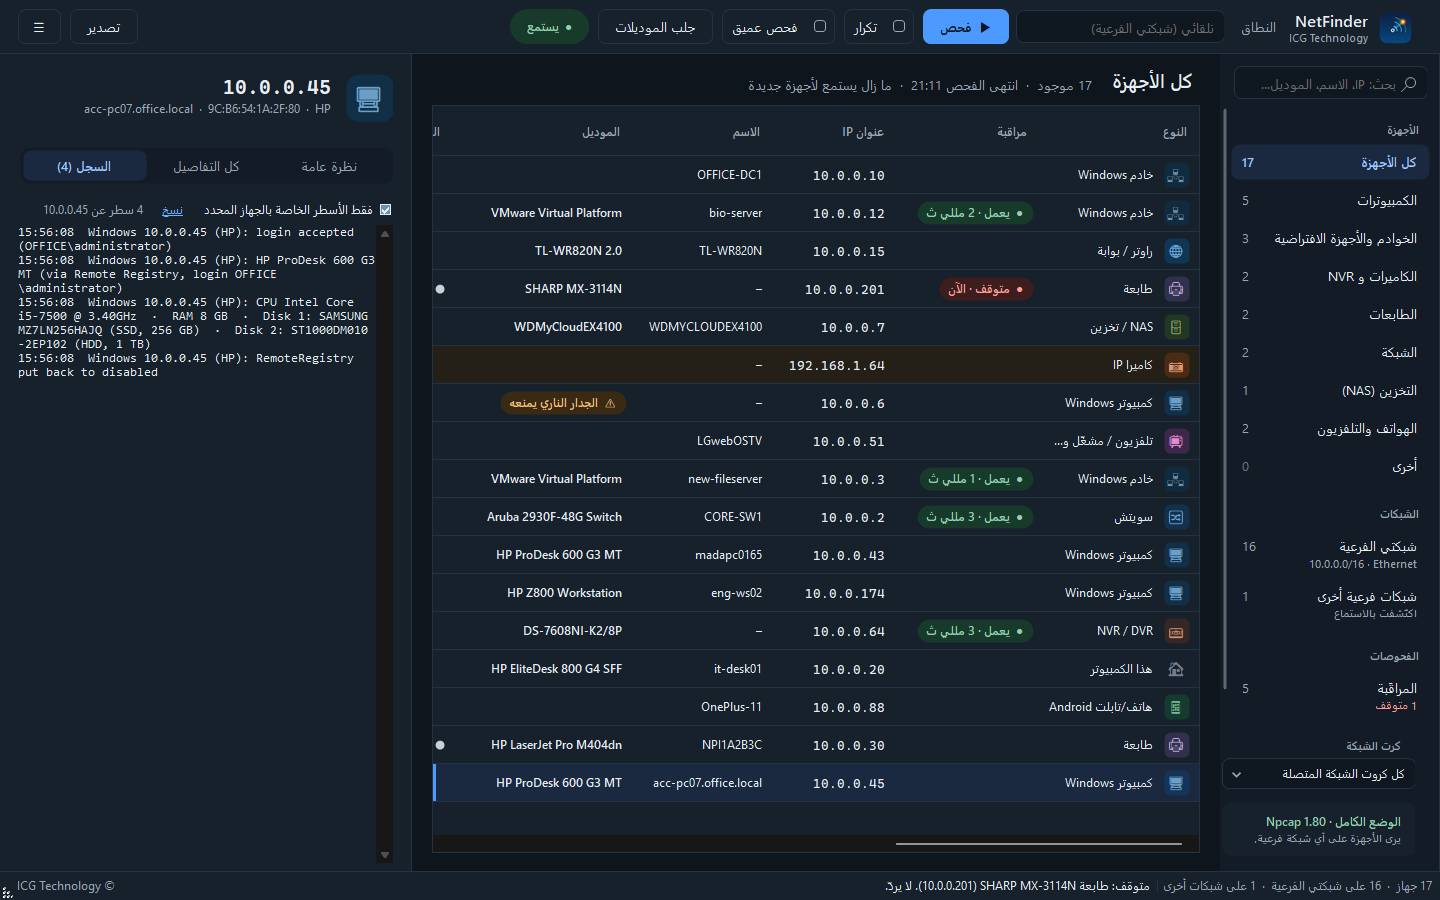 NetFinder
ICG Technology
النطاق
تلقائي (شبكتي الفرعية)
فحص
تكرار
فحص عميق
جلب الموديلات
يستمع
تصدير
بحث: IP، الاسم، الموديل...
الأجهزة
كل الأجهزة 17
الكمبيوترات 5
الخوادم والأجهزة الافتراضية 3
الكاميرات و NVR 2
الطابعات 2
الشبكة 2
التخزين (NAS) 1
الهواتف والتلفزيون 2
أخرى 0
الشبكات
شبكتي الفرعية 16
10.0.0.0/16 · Ethernet
شبكات فرعية أخرى 1
اكتُشفت بالاستماع
الفحوصات
المراقَبة 5
1 متوقف
كرت الشبكة
كل كروت الشبكة المتصلة
الوضع الكامل · Npcap 1.80
يرى الأجهزة على أي شبكة فرعية.
كل الأجهزة
17 موجود · انتهى الفحص 21:11 · ما زال يستمع لأجهزة جديدة
النوع مراقبة عنوان IP الاسم الموديل الـ
خادم Windows 10.0.0.10 OFFICE-DC1
خادم Windows يعمل · 2 مللي ث 10.0.0.12 bio-server VMware Virtual Platform
راوتر / بوابة 10.0.0.15 TL-WR820N TL-WR820N 2.0
طابعة متوقف · الآن 10.0.0.201 – SHARP MX-3114N
NAS / تخزين 10.0.0.7 WDMYCLOUDEX4100 WDMyCloudEX4100
كاميرا IP 192.168.1.64 –
كمبيوتر Windows 10.0.0.6 – ⚠ الجدار الناري يمنعه
تلفزيون / مشغّل و... 10.0.0.51 LGwebOSTV
خادم Windows يعمل · 1 مللي ث 10.0.0.3 new-fileserver VMware Virtual Platform
سويتش يعمل · 3 مللي ث 10.0.0.2 CORE-SW1 Aruba 2930F-48G Switch
كمبيوتر Windows 10.0.0.43 madapc0165 HP ProDesk 600 G3 MT
كمبيوتر Windows 10.0.0.174 eng-ws02 HP Z800 Workstation
NVR / DVR يعمل · 3 مللي ث 10.0.0.64 – DS-7608NI-K2/8P
هذا الكمبيوتر 10.0.0.20 it-desk01 HP EliteDesk 800 G4 SFF
هاتف/تابلت Android 10.0.0.88 OnePlus-11
طابعة 10.0.0.30 NPI1A2B3C HP LaserJet Pro M404dn
كمبيوتر Windows 10.0.0.45 acc-pc07.office.local HP ProDesk 600 G3 MT
10.0.0.45
acc-pc07.office.local · 9C:B6:54:1A:2F:80 · HP
نظرة عامة
كل التفاصيل
السجل (4)
فقط الأسطر الخاصة بالجهاز المحدد نسخ 4 سطر عن 10.0.0.45
15:56:08 Windows 10.0.0.45 (HP): login accepted
(OFFICE\administrator)
15:56:08 Windows 10.0.0.45 (HP): HP ProDesk 600 G3
MT (via Remote Registry, login OFFICE
\administrator)
15:56:08 Windows 10.0.0.45 (HP): CPU Intel Core
i5-7500 @ 3.40GHz · RAM 8 GB · Disk 1: SAMSUNG
MZ7LN256HAJQ (SSD, 256 GB) · Disk 2: ST1000DM010
-2EP102 (HDD, 1 TB)
15:56:08 Windows 10.0.0.45 (HP): RemoteRegistry
put back to disabled
17 جهاز · 16 على شبكتي الفرعية · 1 على شبكات أخرى
متوقف: طابعة SHARP MX-3114N (10.0.0.201). لا يردّ.
ICG Technology ©